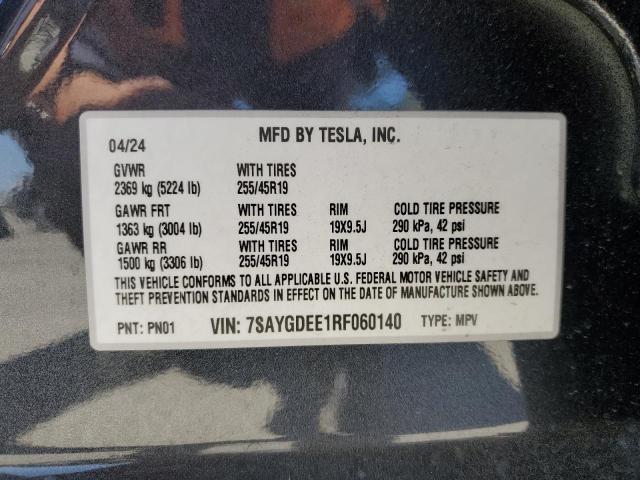 04/24 MFD BY TESLA, INC.
GVWR WITH TIRES
2369 kg (5224 lb) 255/45R19
GAWR FRT WITH TIRES RIM COLD TIRE PRESSURE
1363 kg (3004 lb) 255/45R19 19X9.5J 290 kPa, 42 psi
GAWR RR WITH TIRES RIM COLD TIRE PRESSURE
1500 kg (3306 lb) 255/45R19 19X9.5J 290 kPa, 42 psi
THIS VEHICLE CONFORMS TO ALL APPLICABLE U.S. FEDERAL MOTOR VEHICLE SAFETY AND
THEFT PREVENTION STANDARDS IN EFFECT ON THE DATE OF MANUFACTURE SHOWN ABOVE.
PNT: PN01 VIN: 7SAYGDEE1RF060140 TYPE: MPV